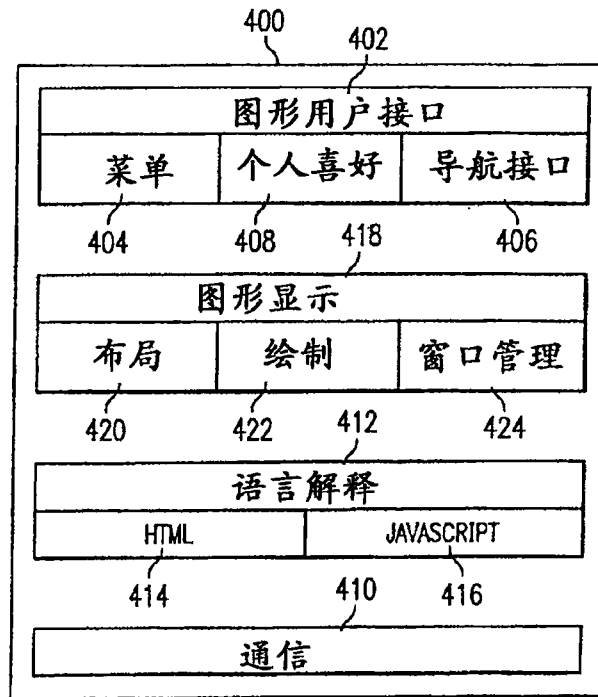 400
402
图形用户接口
菜单 个人喜好 导航接口
404 408 418 406
图形显示
布局 绘制 窗口管理
420 422 412 424
语言解释
HTML JAVASCRIPT
414 410 416
通信